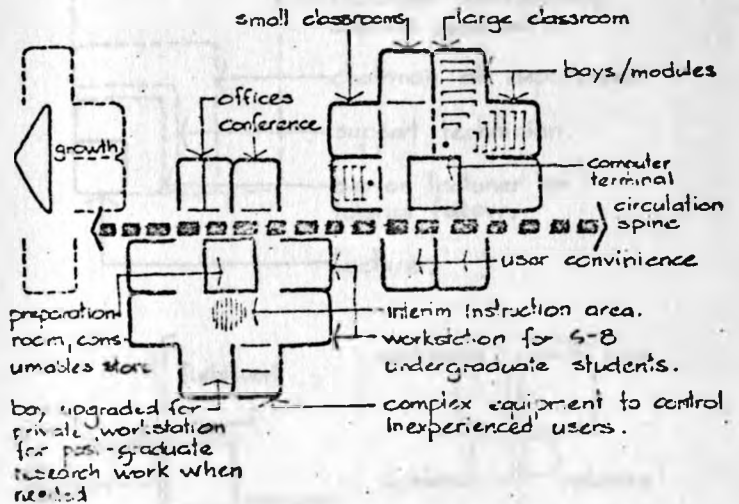 small classrooms
large classroom
bays/modules
offices
conference
growth
computer
terminal
circulation
spine
user convinience
preparation
room, cons
umables store
interim instruction area.
workstation for 6-8
undergraduate students.
bay upgraded for
private workstation
for post-graduate
research work when
needed
complex equipment to control
inexperienced users.